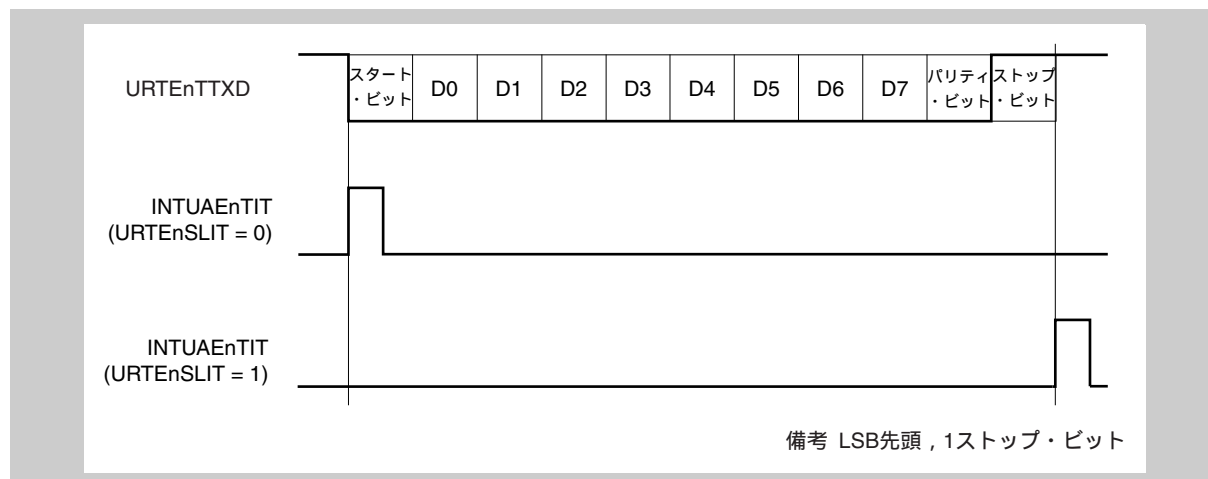 URTEnTTXD
スタート
・ビット
D0
D1
D2
D3
D4
D5
D6
D7
パリティ
・ビット
ストップ
・ビット
INTUAEnTIT
(URTEnSLIT = 0)
INTUAEnTIT
(URTEnSLIT = 1)
備考 LSB先頭，1ストップ・ビット